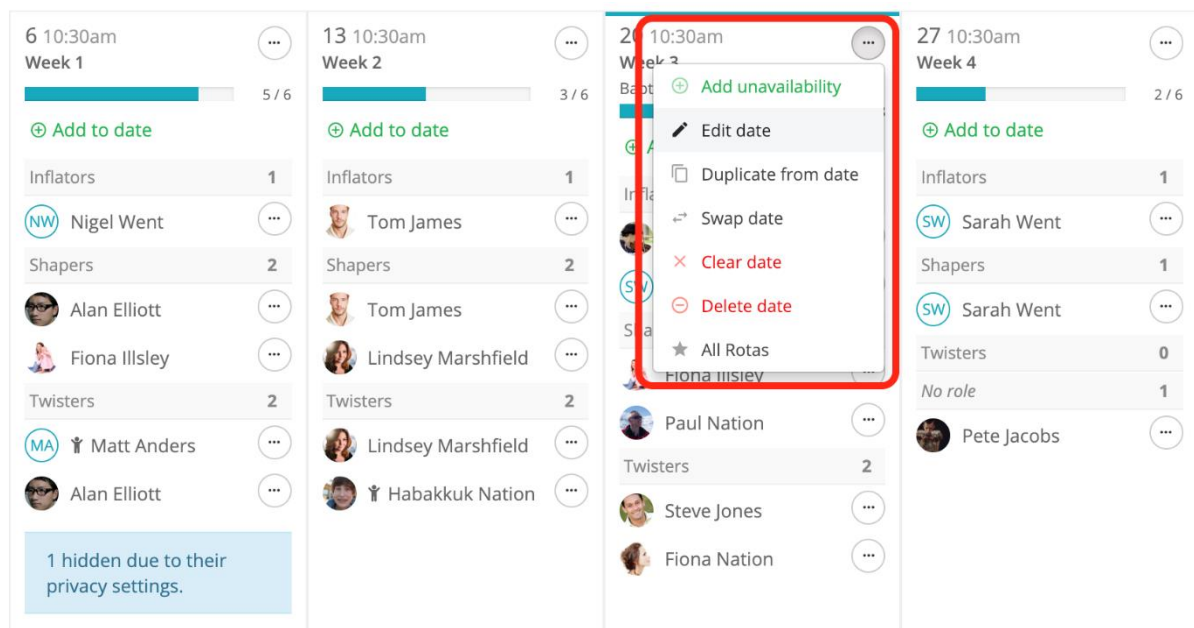 6 10:30am
Week 1
5 / 6
Add to date
Inflators 1
NW Nigel Went
Shapers 2
Alan Elliott
Fiona Illsley
Twisters 2
MA Matt Anders
Alan Elliott
1 hidden due to their
privacy settings.
13 10:30am
Week 2
3 / 6
Add to date
Inflators 1
Tom James
Shapers 2
Tom James
Lindsey Marshfield
Twisters 2
Lindsey Marshfield
Habakkuk Nation
20 10:30am
Week 3
Bapt
Add unavailability
Edit date
Duplicate from date
Swap date
Clear date
Delete date
All Rotas
SW
Fiona Illsley
Paul Nation
Twisters 2
Steve Jones
Fiona Nation
27 10:30am
Week 4
2 / 6
Add to date
Inflators 1
SW Sarah Went
Shapers 1
SW Sarah Went
Twisters 0
No role 1
Pete Jacobs